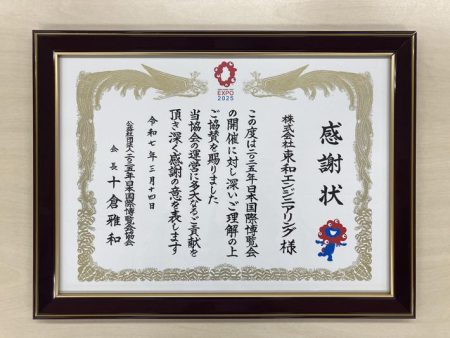 EXPO
2025
感謝状
株式会社東和エンジニアリング 様
この度は二〇二五年日本国際博覧会
の開催に対し深いご理解の上
ご協賛を賜りました
当協会の運営に多大なるご貢献を
頂き深く感謝の意を表します
令和七年三月十四日
公益社団法人二〇二五年日本国際博覧会協会
会長 十倉雅和